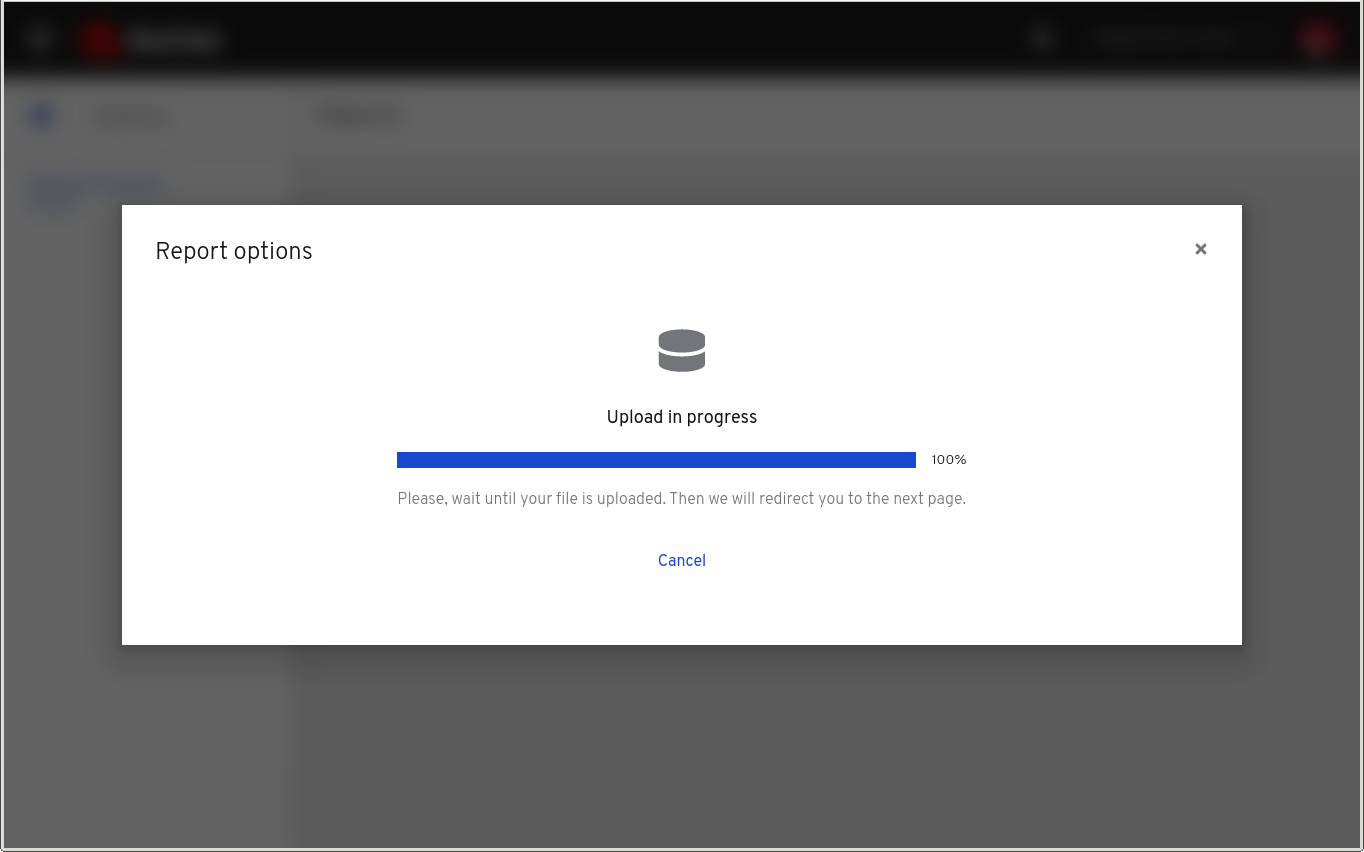 Report options
Upload in progress
100%
Please, wait until your file is uploaded. Then we will redirect you to the next page.
Cancel